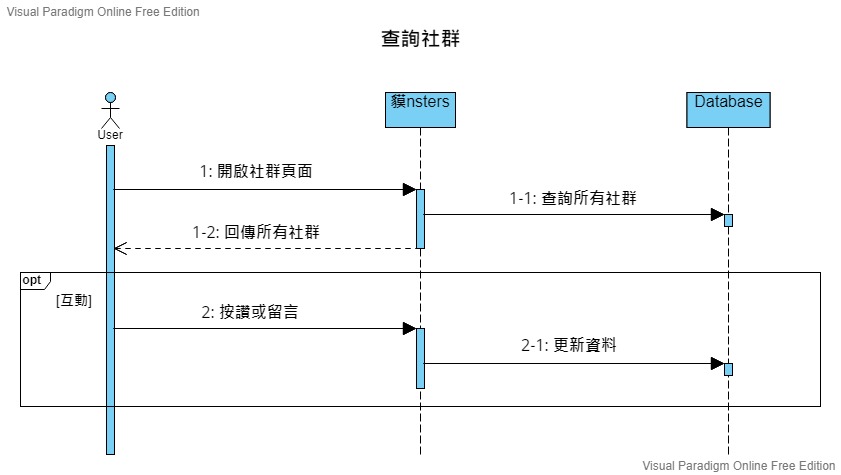 Visual Paradigm Online Free Edition
查詢社群
User
貘nsters
Database
1: 開啟社群頁面
1-1: 查詢所有社群
1-2: 回傳所有社群
opt
[互動]
2: 按讚或留言
2-1: 更新資料
Visual Paradigm Online Free Edition